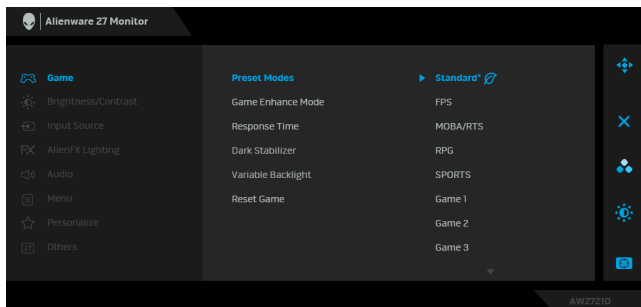 Alienware 27 Monitor
Game
Brightness/Contrast
Input Source
FX AlienFX Lighting
Audio
Menu
Personalize
Others
Preset Modes
Game Enhance Mode
Response Time
Dark Stabilizer
Variable Backlight
Reset Game
Standard*
FPS
MOBA/RTS
RPG
SPORTS
Game 1
Game 2
Game 3
AW2721D